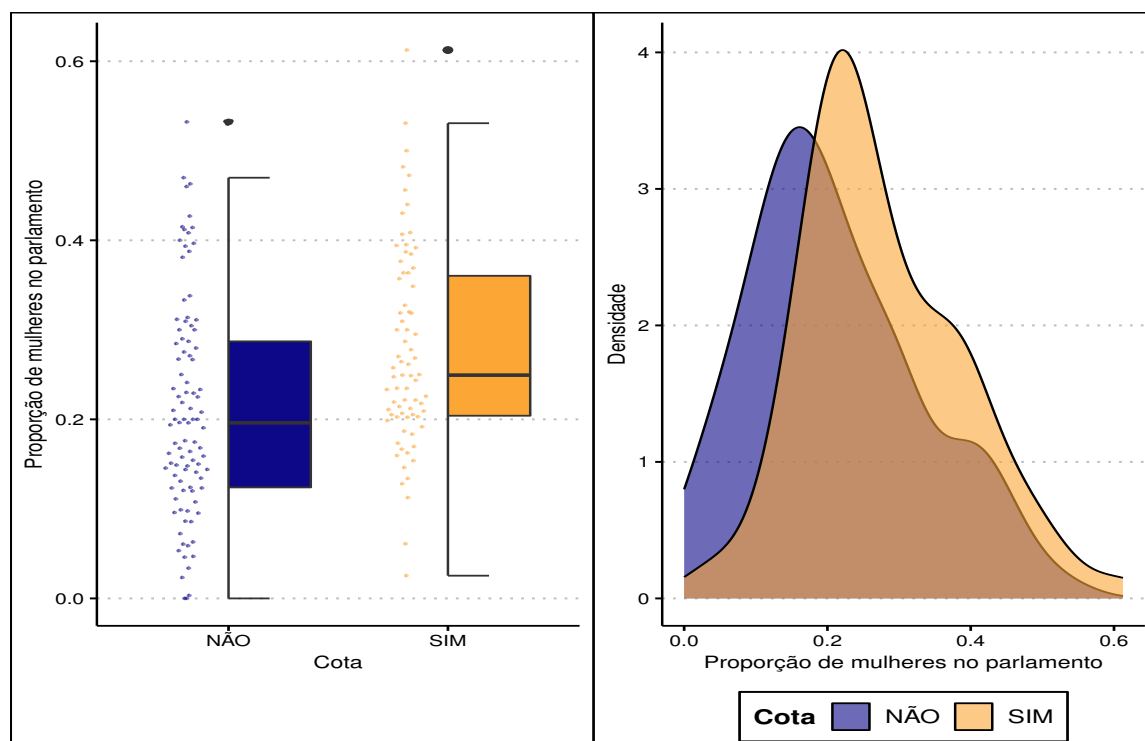 Proporção de mulheres no parlamento
0.6
0.4
0.2
0.0
NÃO SIM
Cota
Densidade
4
3
2
1
0
0.0 0.2 0.4 0.6
Proporção de mulheres no parlamento
Cota NÃO SIM